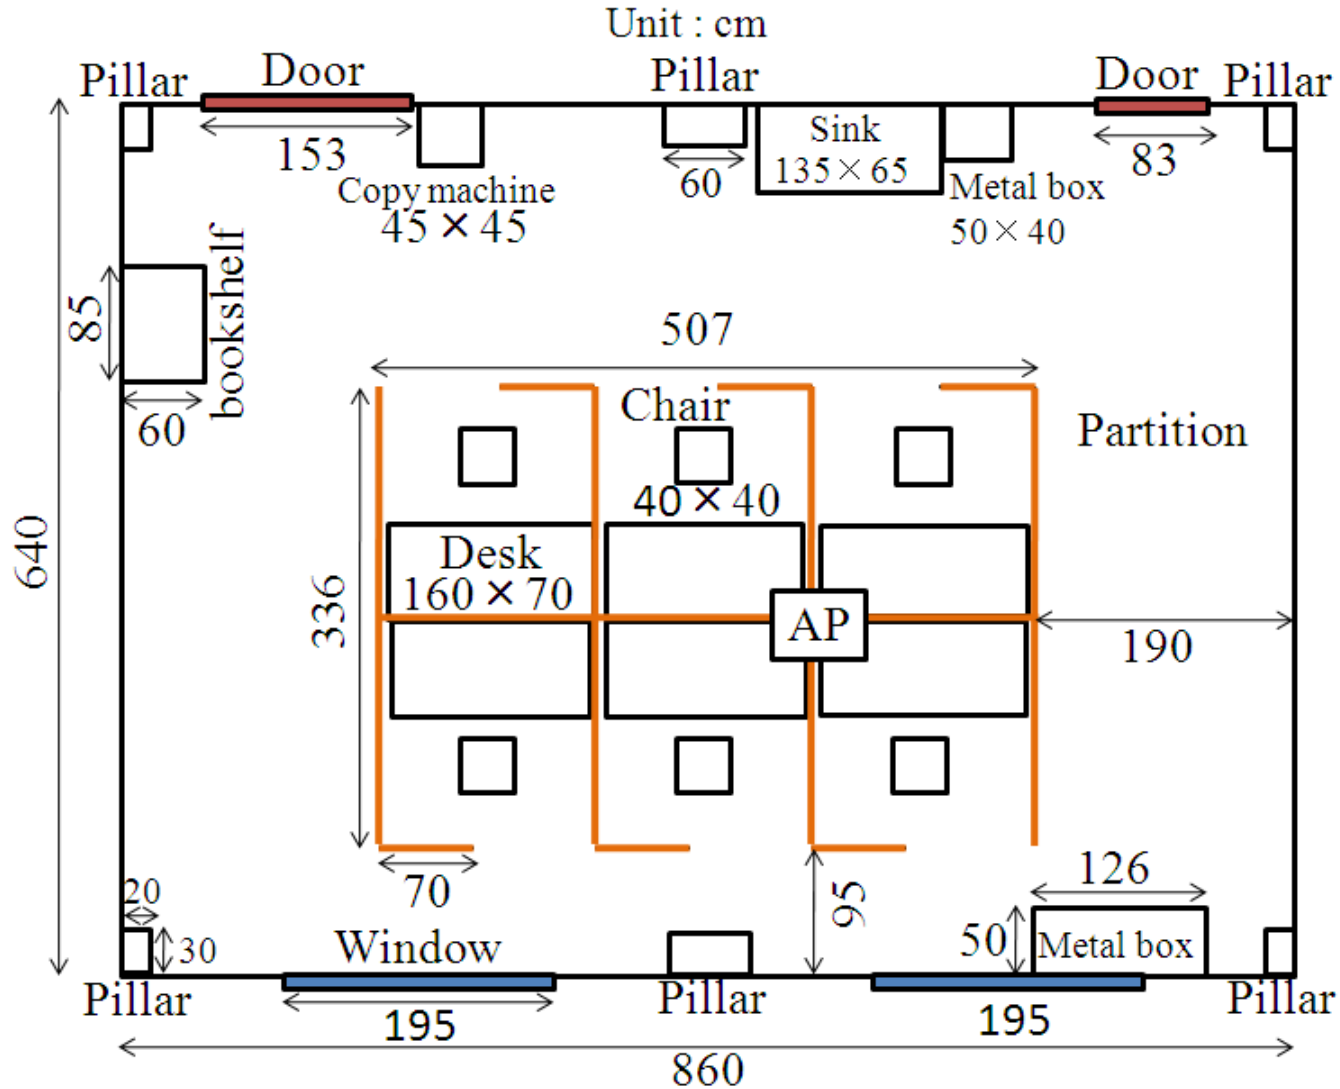 Unit : cm
Pillar
Door
Pillar
Door
Pillar
153
Copy machine
45 × 45
60
Sink
135× 65
Metal box
50× 40
83
85
bookshelf
60
507
Chair
40 × 40
Partition
640
336
Desk
160 × 70
AP
190
70
95
20
30
126
50
Metal box
Window
Pillar
Pillar
Pillar
195
195
860